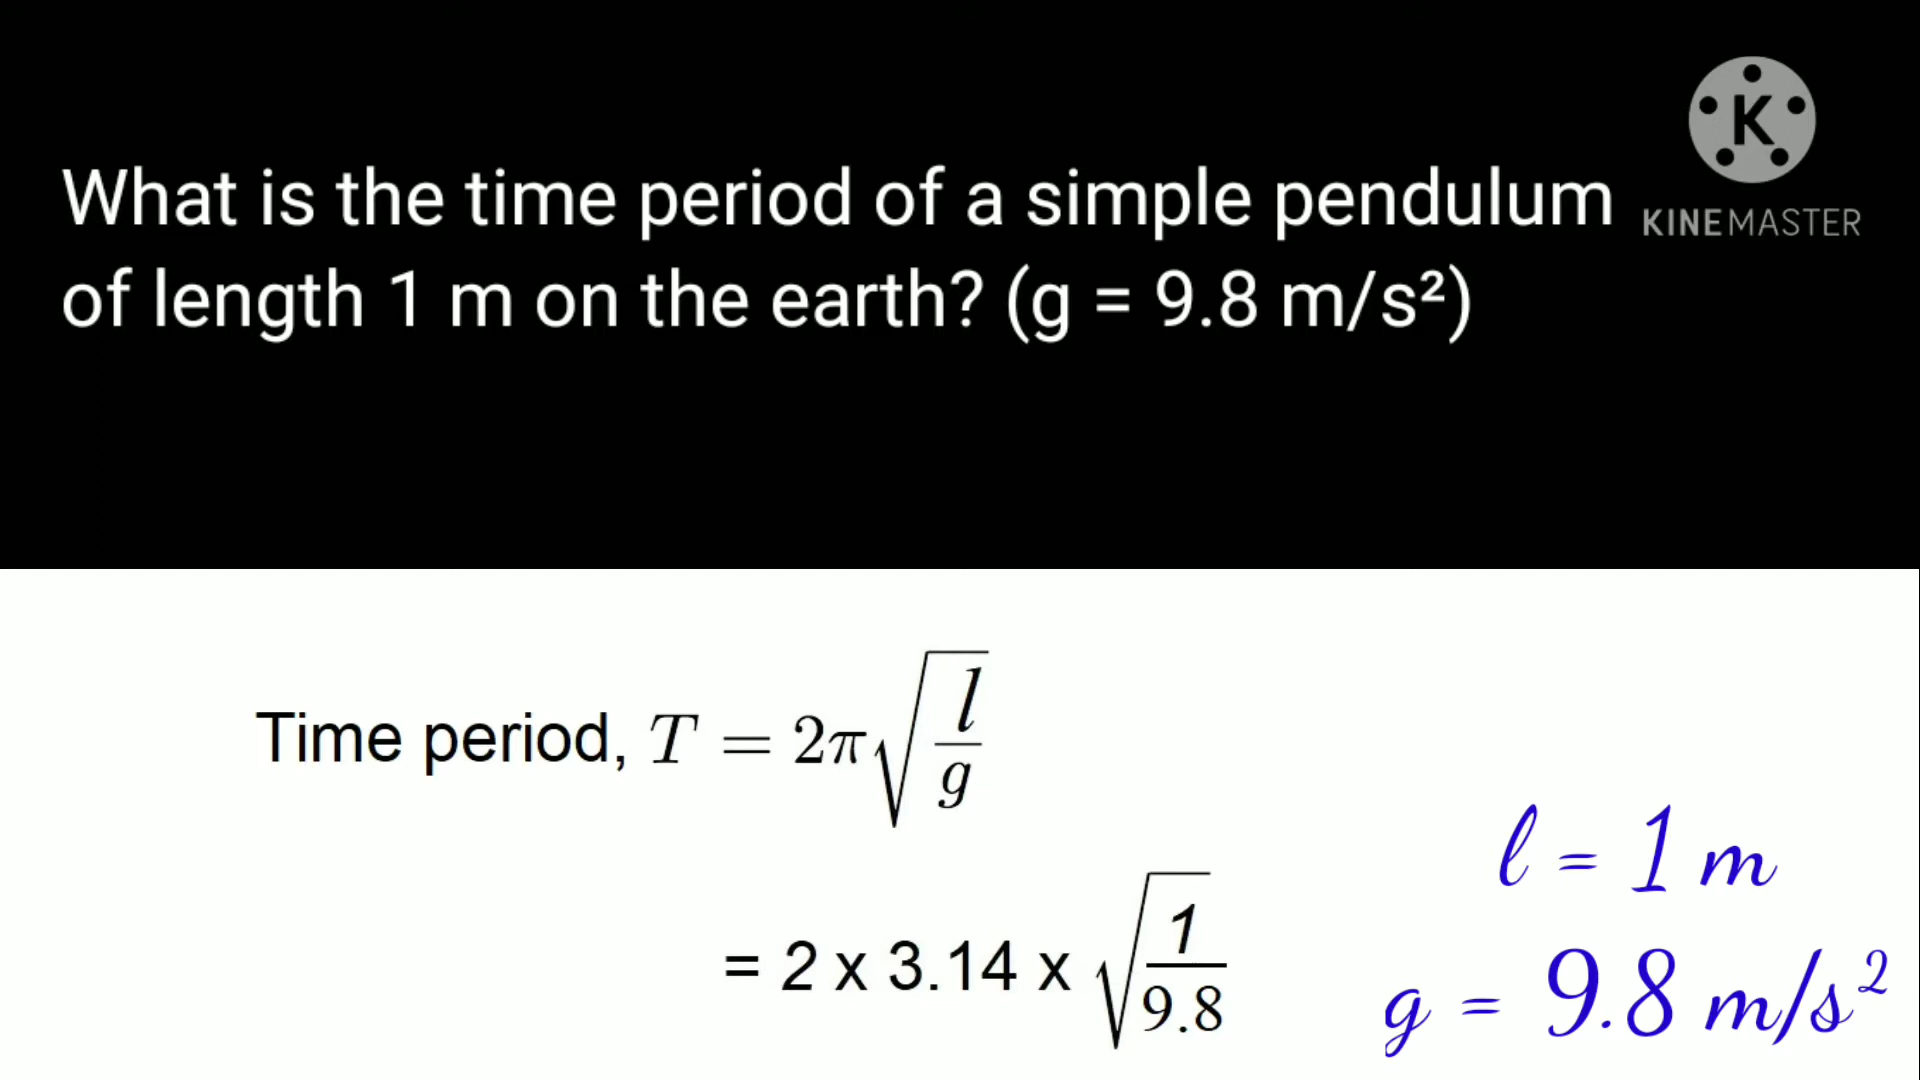 What is the time period of a simple pendulum
of length 1 m on the earth? (g = 9.8 m/s²)
K
KINEMASTER
Time period, T = 2π√(l/g)
= 2 x 3.14 x √(1/9.8)
l = 1 m
g = 9.8 m/s²